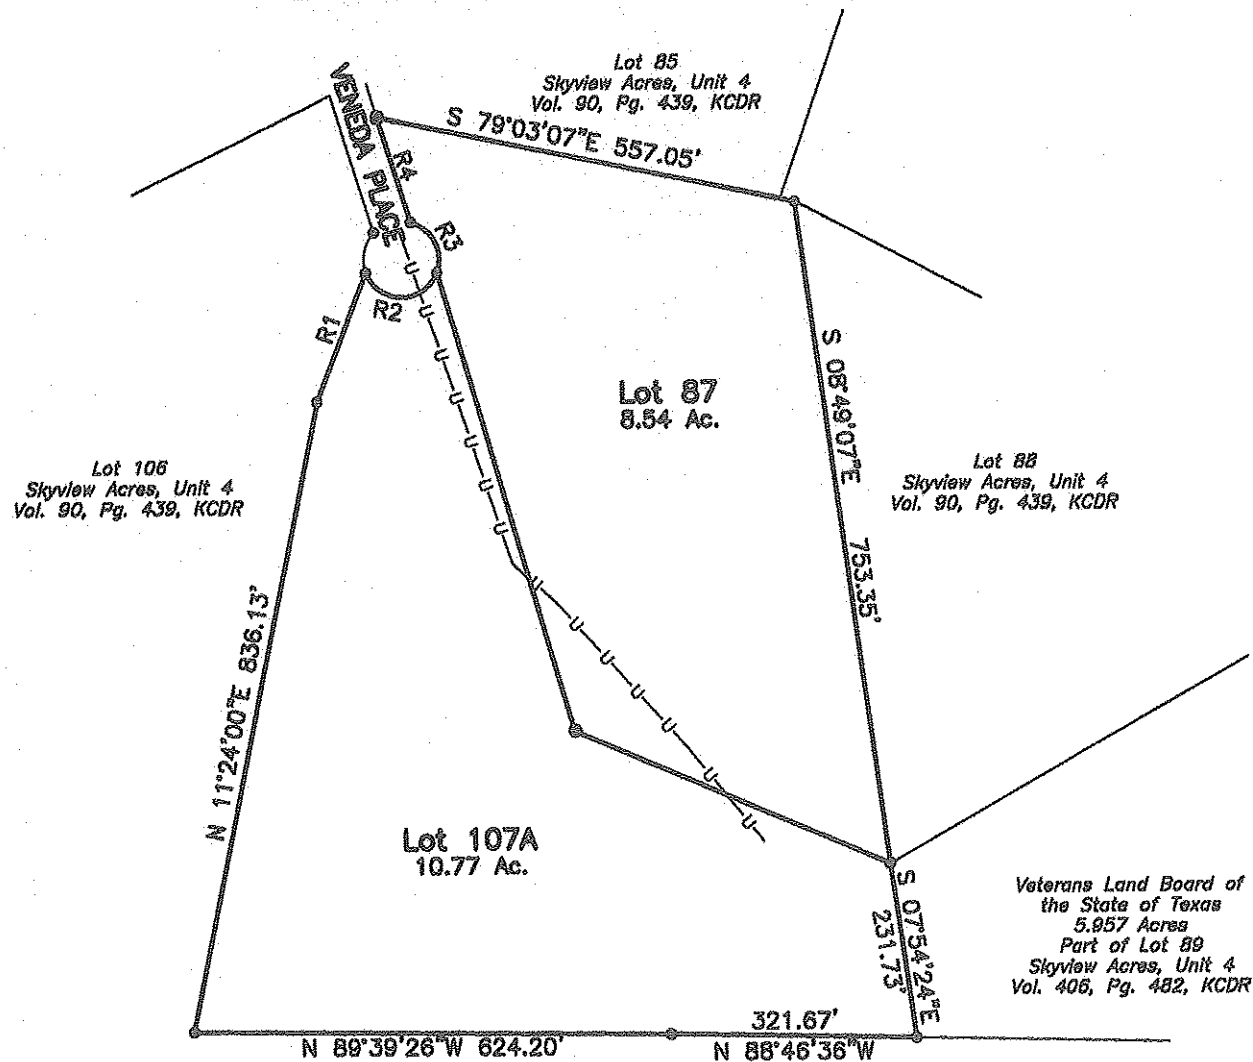 Lot 85
Skyview Acres, Unit 4
Vol. 90, Pg. 439, KCDR
VENEDA PLACE
S 79°03'07"E 557.05'
R4
R3
R2
R1
Lot 87
8.54 Ac.
S 08°49'07"E 753.35'
Lot 106
Skyview Acres, Unit 4
Vol. 90, Pg. 439, KCDR
Lot 88
Skyview Acres, Unit 4
Vol. 90, Pg. 439, KCDR
U
U
U
U
U
U
U
U
U
U
U
U
U
U
N 11°24'00"E 836.13'
Lot 107A
10.77 Ac.
S 07°54'24"E
231.73'
Veterans Land Board of
the State of Texas
5.957 Acres
Part of Lot 89
Skyview Acres, Unit 4
Vol. 406, Pg. 482, KCDR
321.67'
N 89°39'26"W 624.20'
N 88°46'36"W